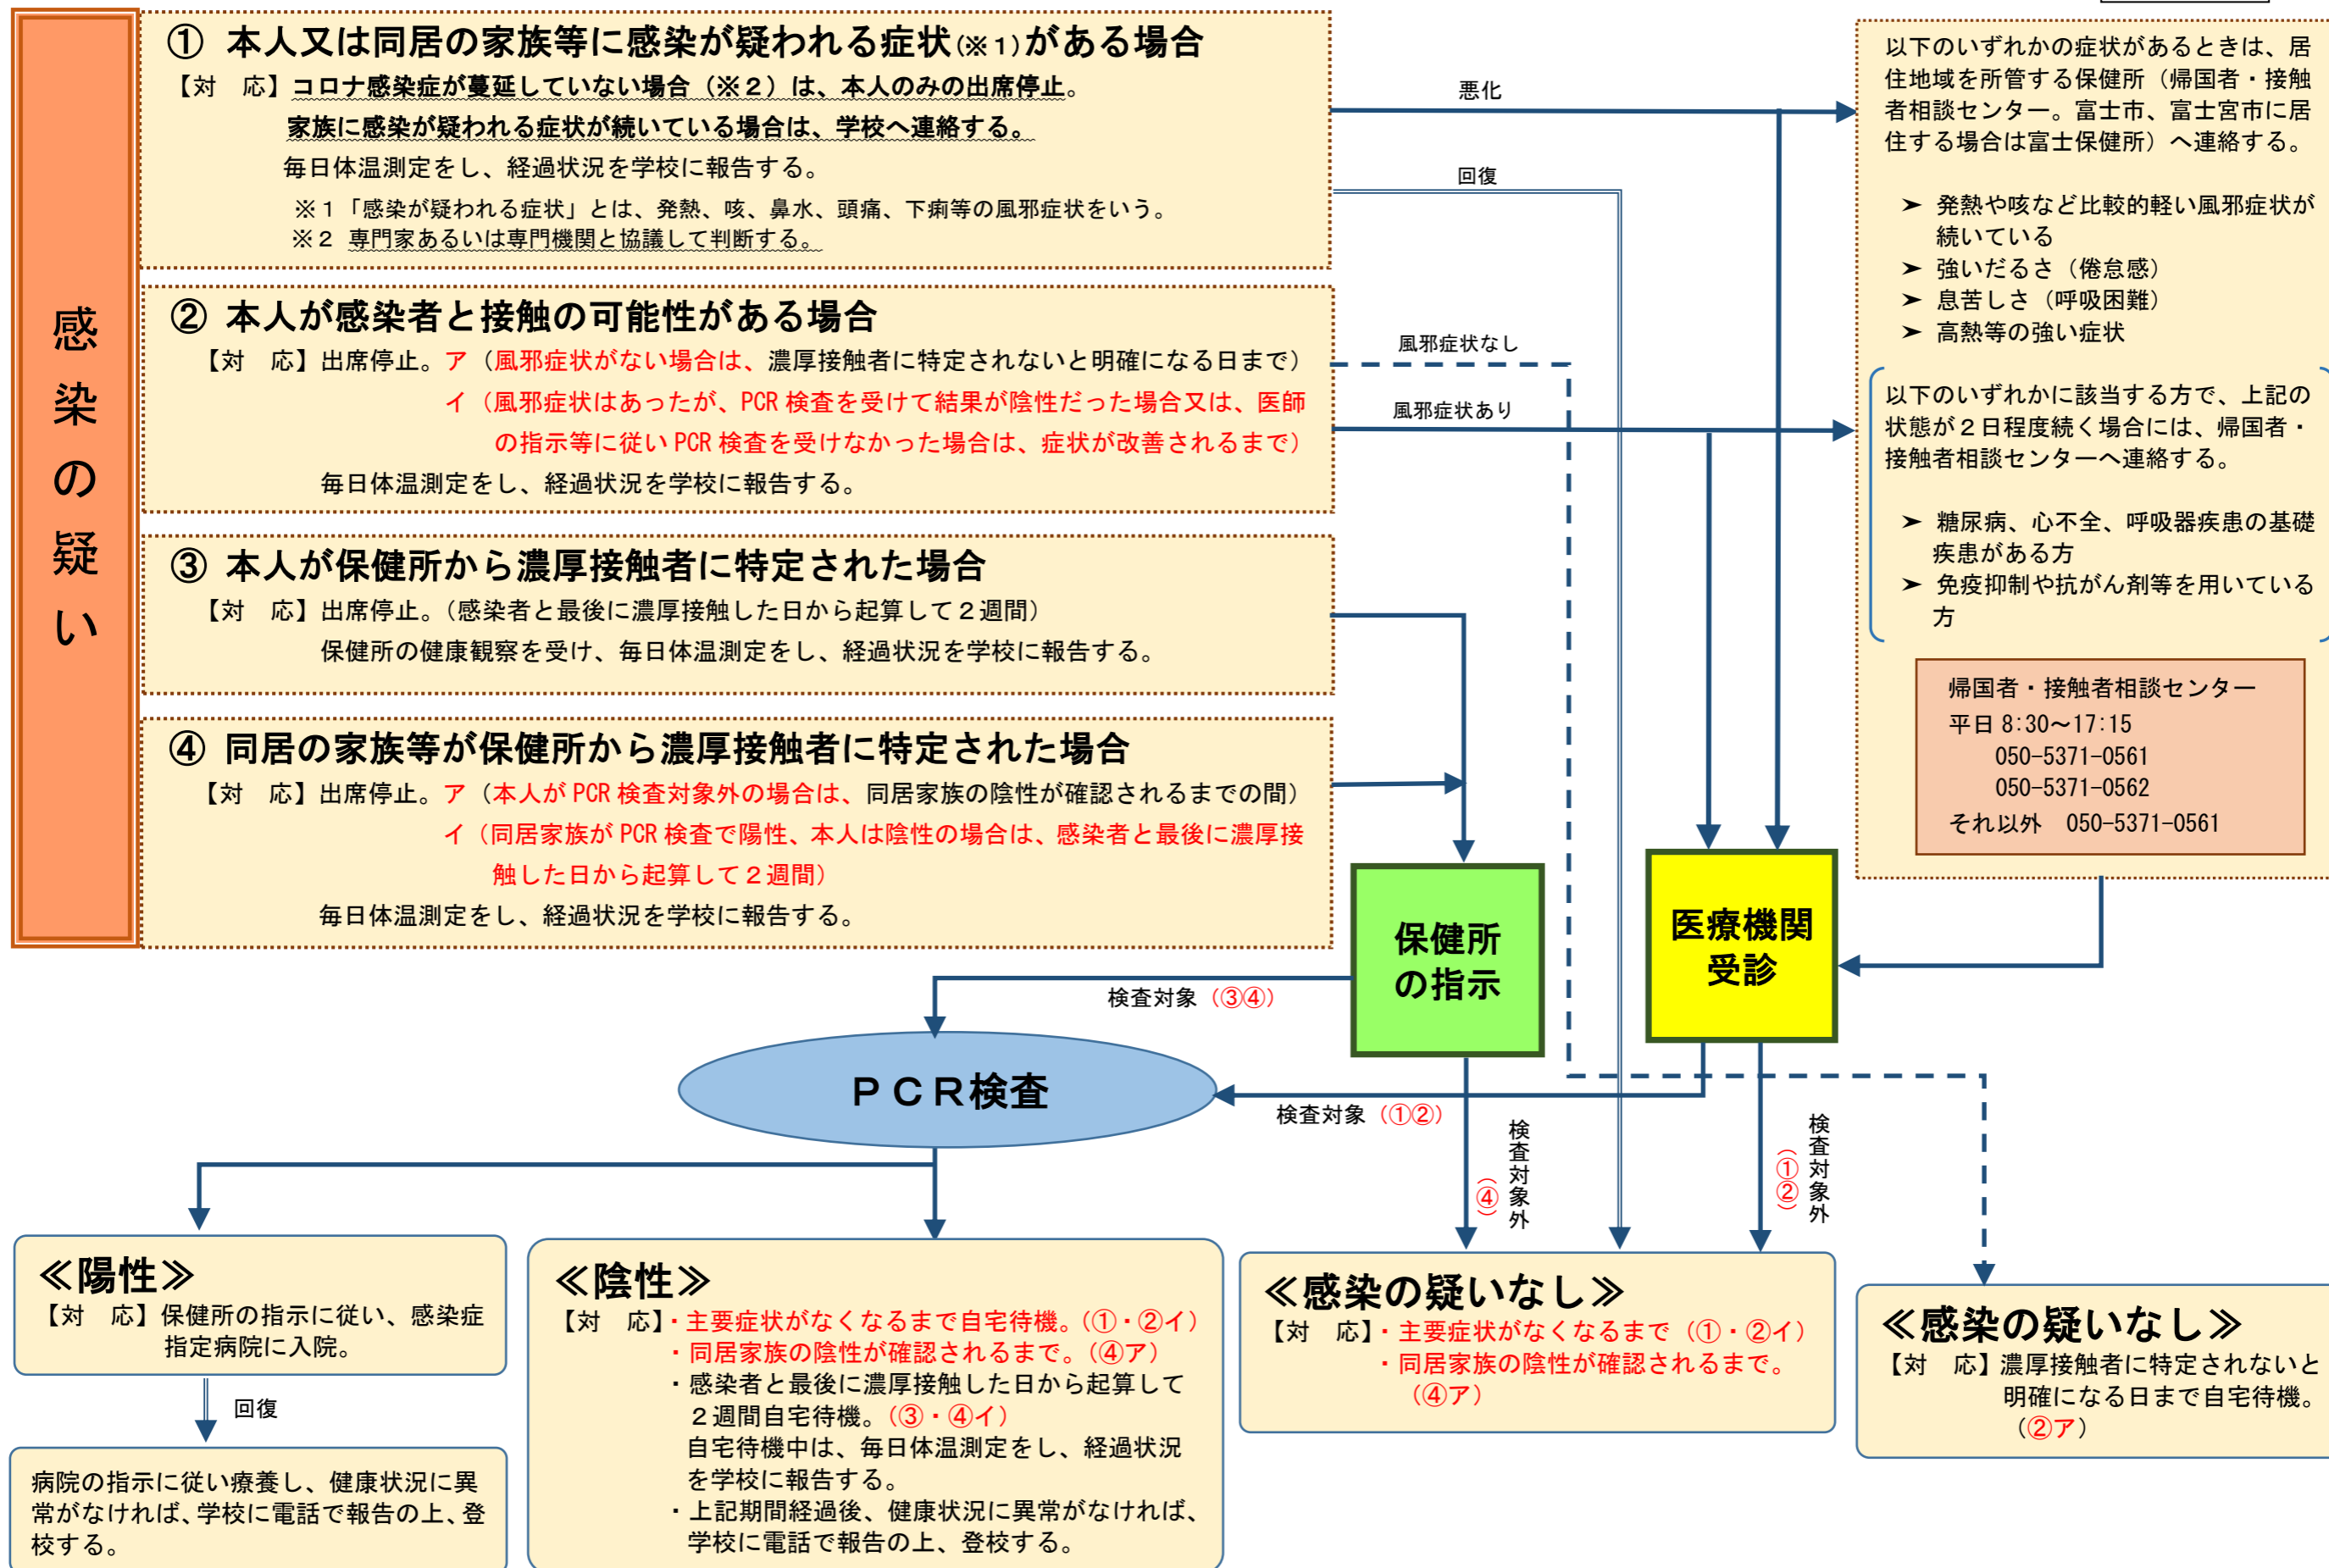 感染の疑い
① 本人又は同居の家族等に感染が疑われる症状(※1)がある場合
【対　応】コロナ感染症が蔓延していない場合（※２）は、本人のみの出席停止。
家族に感染が疑われる症状が続いている場合は、学校へ連絡する。
毎日体温測定をし、経過状況を学校に報告する。
※１「感染が疑われる症状」とは、発熱、咳、鼻水、頭痛、下痢等の風邪症状をいう。
※２ 専門家あるいは専門機関と協議して判断する。
② 本人が感染者と接触の可能性がある場合
【対　応】出席停止。ア（風邪症状がない場合は、濃厚接触者に特定されないと明確になる日まで）
イ（風邪症状はあったが、PCR 検査を受けて結果が陰性だった場合又は、医師
の指示等に従い PCR 検査を受けなかった場合は、症状が改善されるまで）
毎日体温測定をし、経過状況を学校に報告する。
③ 本人が保健所から濃厚接触者に特定された場合
【対　応】出席停止。（感染者と最後に濃厚接触した日から起算して２週間）
保健所の健康観察を受け、毎日体温測定をし、経過状況を学校に報告する。
④ 同居の家族等が保健所から濃厚接触者に特定された場合
【対　応】出席停止。ア（本人が PCR 検査対象外の場合は、同居家族の陰性が確認されるまでの間）
イ（同居家族が PCR 検査で陽性、本人は陰性の場合は、感染者と最後に濃厚接
触した日から起算して２週間）
毎日体温測定をし、経過状況を学校に報告する。
悪化
回復
風邪症状なし
風邪症状あり
以下のいずれかの症状があるときは、居
住地域を所管する保健所（帰国者・接触
者相談センター。富士市、富士宮市に居
住する場合は富士保健所）へ連絡する。
➢ 発熱や咳など比較的軽い風邪症状が
続いている
➢ 強いだるさ（倦怠感）
➢ 息苦しさ（呼吸困難）
➢ 高熱等の強い症状
以下のいずれかに該当する方で、上記の
状態が２日程度続く場合には、帰国者・
接触者相談センターへ連絡する。
➢ 糖尿病、心不全、呼吸器疾患の基礎
疾患がある方
➢ 免疫抑制や抗がん剤等を用いている
方
帰国者・接触者相談センター
平日 8:30～17:15
050-5371-0561
050-5371-0562
それ以外　050-5371-0561
保健所
の指示
医療機関
受診
検査対象（③④）
ＰＣＲ検査
検査対象（①②）
検査対象外
（④）
検査対象外
（①②）
≪陽性≫
【対　応】保健所の指示に従い、感染症
指定病院に入院。
回復
病院の指示に従い療養し、健康状況に異
常がなければ、学校に電話で報告の上、登
校する。
≪陰性≫
【対　応】・主要症状がなくなるまで自宅待機。（①・②イ）
・同居家族の陰性が確認されるまで。（④ア）
・感染者と最後に濃厚接触した日から起算して
２週間自宅待機。（③・④イ）
自宅待機中は、毎日体温測定をし、経過状況
を学校に報告する。
・上記期間経過後、健康状況に異常がなければ、
学校に電話で報告の上、登校する。
≪感染の疑いなし≫
【対　応】・主要症状がなくなるまで（①・②イ）
・同居家族の陰性が確認されるまで。
（④ア）
≪感染の疑いなし≫
【対　応】濃厚接触者に特定されないと
明確になる日まで自宅待機。
（②ア）